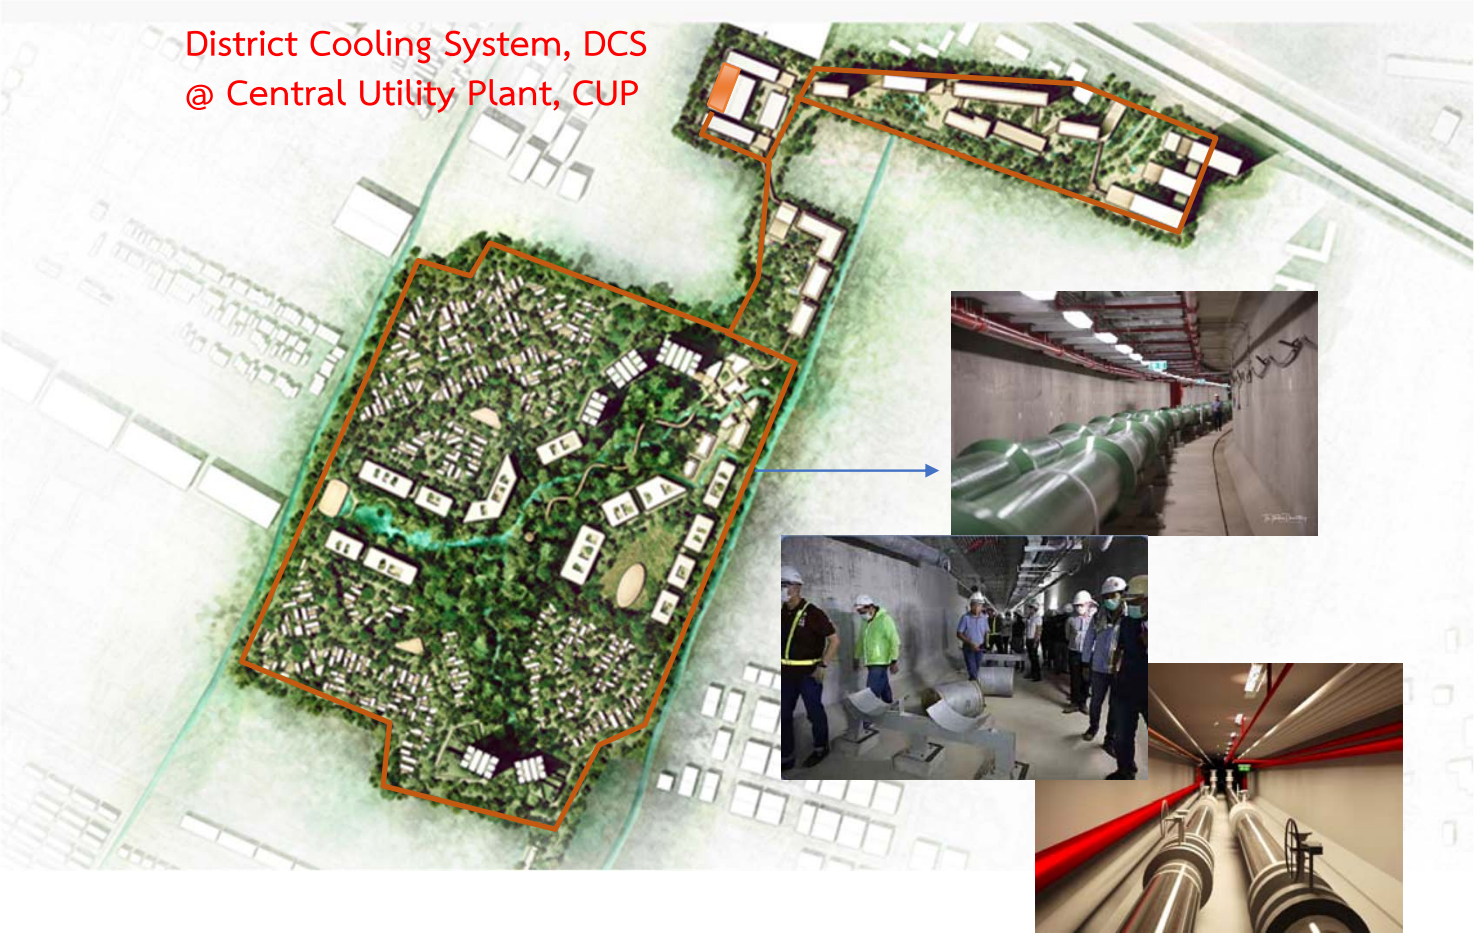 District Cooling System, DCS
@ Central Utility Plant, CUP